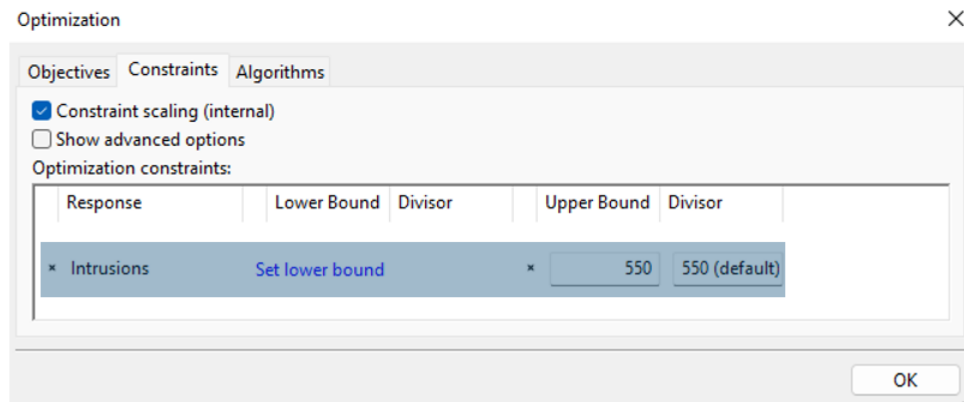 Optimization
Objectives Constraints Algorithms
Constraint scaling (internal)
Show advanced options
Optimization constraints:
Response Lower Bound Divisor Upper Bound Divisor
Intrusions Set lower bound 550 550 (default)
OK